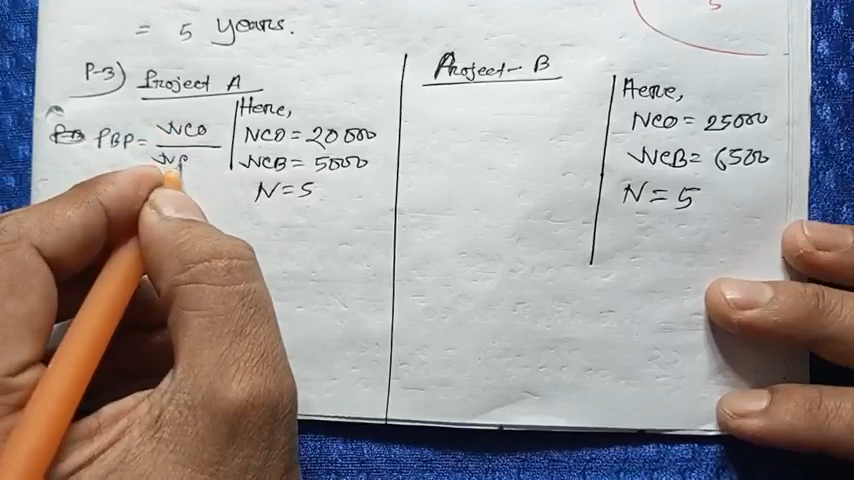 = 5 Years.
5
P-3) Project A
PBP = NCO
Here,
NCO = 20000
NCB = 5000
N = 5
Project - B
Here,
NCO = 25000
NCB = 6500
N = 5